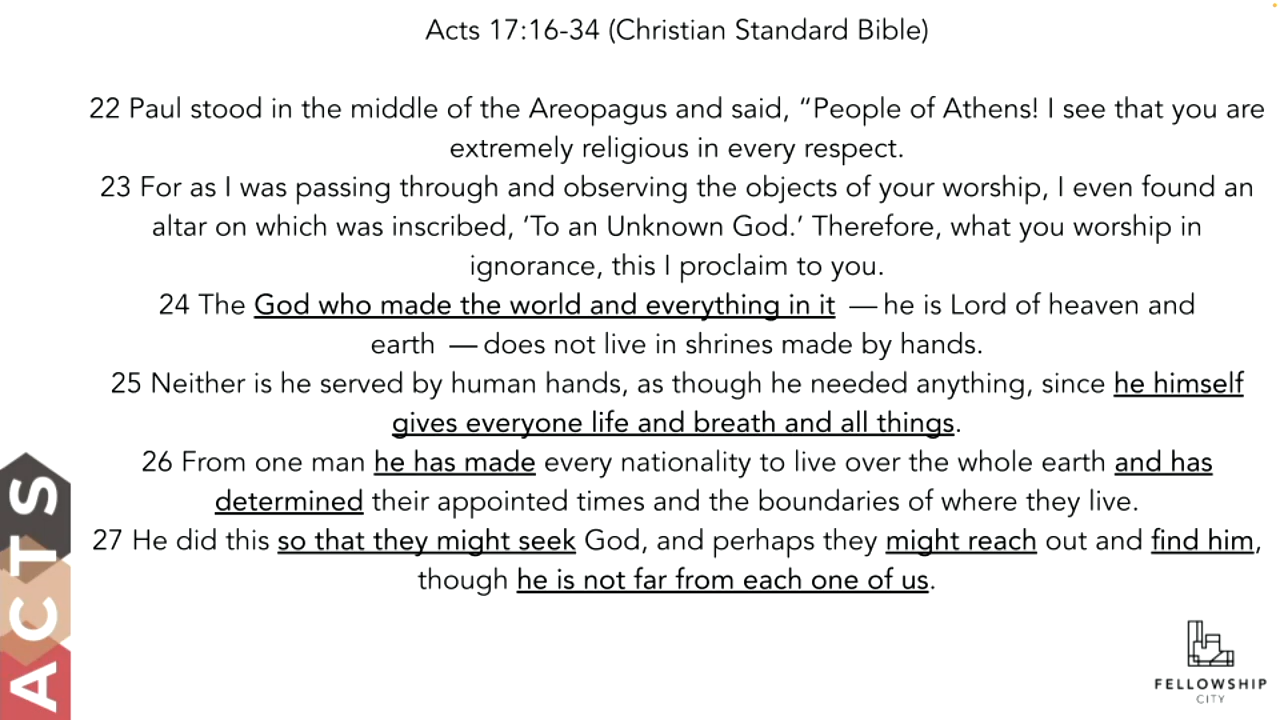 Acts 17:16-34 (Christian Standard Bible)
22 Paul stood in the middle of the Areopagus and said, “People of Athens! I see that you are
extremely religious in every respect.
23 For as I was passing through and observing the objects of your worship, I even found an
altar on which was inscribed, ‘To an Unknown God.’ Therefore, what you worship in
ignorance, this I proclaim to you.
24 The God who made the world and everything in it — he is Lord of heaven and
earth — does not live in shrines made by hands.
25 Neither is he served by human hands, as though he needed anything, since he himself
gives everyone life and breath and all things.
26 From one man he has made every nationality to live over the whole earth and has
determined their appointed times and the boundaries of where they live.
27 He did this so that they might seek God, and perhaps they might reach out and find him,
though he is not far from each one of us.
ACTS
FELLOWSHIP
CITY